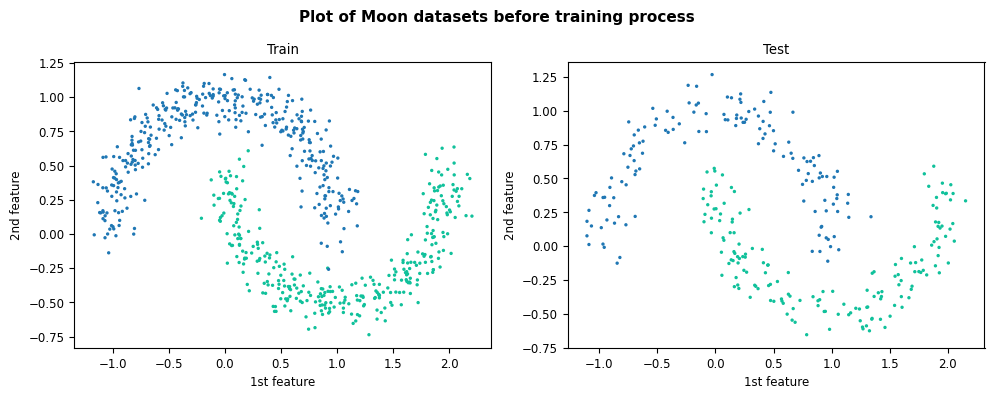 Plot of Moon datasets before training process
Train
1.25
1.00
0.75
0.50
0.25
0.00
−0.25
−0.50
−0.75
−1.0 −0.5 0.0 0.5 1.0 1.5 2.0
1st feature
2nd feature
Test
1.25
1.00
0.75
0.50
0.25
0.00
−0.25
−0.50
−0.75
−1.0 −0.5 0.0 0.5 1.0 1.5 2.0
1st feature
2nd feature